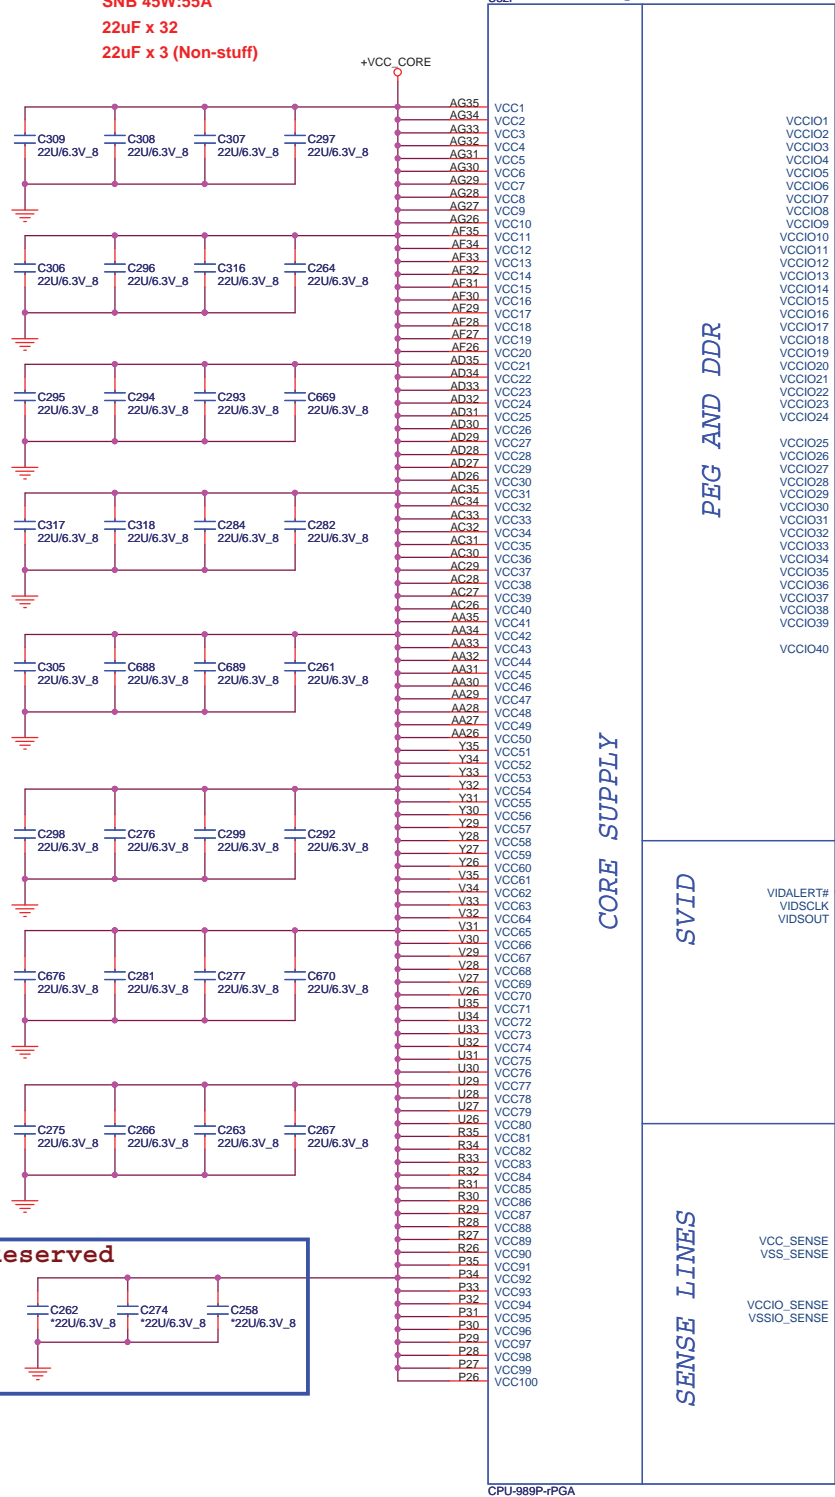 SNB 45W:55A
22uF x 32
22uF x 3 (Non-stuff)
+VCC_CORE
C309 22U/6.3V_8
C308 22U/6.3V_8
C307 22U/6.3V_8
C297 22U/6.3V_8
C306 22U/6.3V_8
C296 22U/6.3V_8
C316 22U/6.3V_8
C264 22U/6.3V_8
C295 22U/6.3V_8
C294 22U/6.3V_8
C293 22U/6.3V_8
C669 22U/6.3V_8
C317 22U/6.3V_8
C318 22U/6.3V_8
C284 22U/6.3V_8
C282 22U/6.3V_8
C305 22U/6.3V_8
C688 22U/6.3V_8
C689 22U/6.3V_8
C261 22U/6.3V_8
C298 22U/6.3V_8
C276 22U/6.3V_8
C299 22U/6.3V_8
C292 22U/6.3V_8
C676 22U/6.3V_8
C281 22U/6.3V_8
C277 22U/6.3V_8
C670 22U/6.3V_8
C275 22U/6.3V_8
C266 22U/6.3V_8
C263 22U/6.3V_8
C267 22U/6.3V_8
C262 *22U/6.3V_8
C274 *22U/6.3V_8
C258 *22U/6.3V_8
AG35 VCC1
AG34 VCC2
AG33 VCC3
AG32 VCC4
AG31 VCC5
AG30 VCC6
AG29 VCC7
AG28 VCC8
AG27 VCC9
AG26 VCC10
AF35 VCC11
AF34 VCC12
AF33 VCC13
AF32 VCC14
AF31 VCC15
AF30 VCC16
AF29 VCC17
AF28 VCC18
AF27 VCC19
AF26 VCC20
AD35 VCC21
AD34 VCC22
AD33 VCC23
AD32 VCC24
AD31 VCC25
AD30 VCC26
AD29 VCC27
AD28 VCC28
AD27 VCC29
AD26 VCC30
AC35 VCC31
AC34 VCC32
AC33 VCC33
AC32 VCC34
AC31 VCC35
AC30 VCC36
AC29 VCC37
AC28 VCC38
AC27 VCC39
AC26 VCC40
AA35 VCC41
AA34 VCC42
AA33 VCC43
AA32 VCC44
AA31 VCC45
AA30 VCC46
AA29 VCC47
AA28 VCC48
AA27 VCC49
AA26 VCC50
Y35 VCC51
Y34 VCC52
Y33 VCC53
Y32 VCC54
Y31 VCC55
Y30 VCC56
Y29 VCC57
Y28 VCC58
Y27 VCC59
Y26 VCC60
V35 VCC61
V34 VCC62
V33 VCC63
V32 VCC64
V31 VCC65
V30 VCC66
V29 VCC67
V28 VCC68
V27 VCC69
V26 VCC70
U35 VCC71
U34 VCC72
U33 VCC73
U32 VCC74
U31 VCC75
U30 VCC76
U29 VCC77
U28 VCC78
U27 VCC79
U26 VCC80
R35 VCC81
R34 VCC82
R33 VCC83
R32 VCC84
R31 VCC85
R30 VCC86
R29 VCC87
R28 VCC88
R27 VCC89
R26 VCC90
P35 VCC91
P34 VCC92
P33 VCC93
P32 VCC94
P31 VCC95
P30 VCC96
P29 VCC97
P28 VCC98
P27 VCC99
P26 VCC100
CORE SUPPLY
PEG AND DDR
VCCIO1
VCCIO2
VCCIO3
VCCIO4
VCCIO5
VCCIO6
VCCIO7
VCCIO8
VCCIO9
VCCIO10
VCCIO11
VCCIO12
VCCIO13
VCCIO14
VCCIO15
VCCIO16
VCCIO17
VCCIO18
VCCIO19
VCCIO20
VCCIO21
VCCIO22
VCCIO23
VCCIO24
VCCIO25
VCCIO26
VCCIO27
VCCIO28
VCCIO29
VCCIO30
VCCIO31
VCCIO32
VCCIO33
VCCIO34
VCCIO35
VCCIO36
VCCIO37
VCCIO38
VCCIO39
VCCIO40
SVID
VIDALERT#
VIDSCLK
VIDSOUT
SENSE LINES
VCC_SENSE
VSS_SENSE
VCCIO_SENSE
VSSIO_SENSE
CPU-989P-rPGA